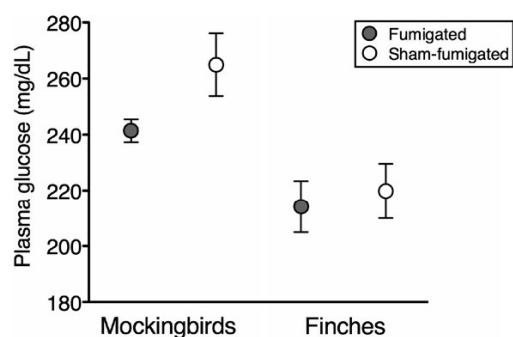 Plasma glucose (mg/dL)
280
260
240
220
200
180
Fumigated
Sham-fumigated
Mockingbirds
Finches